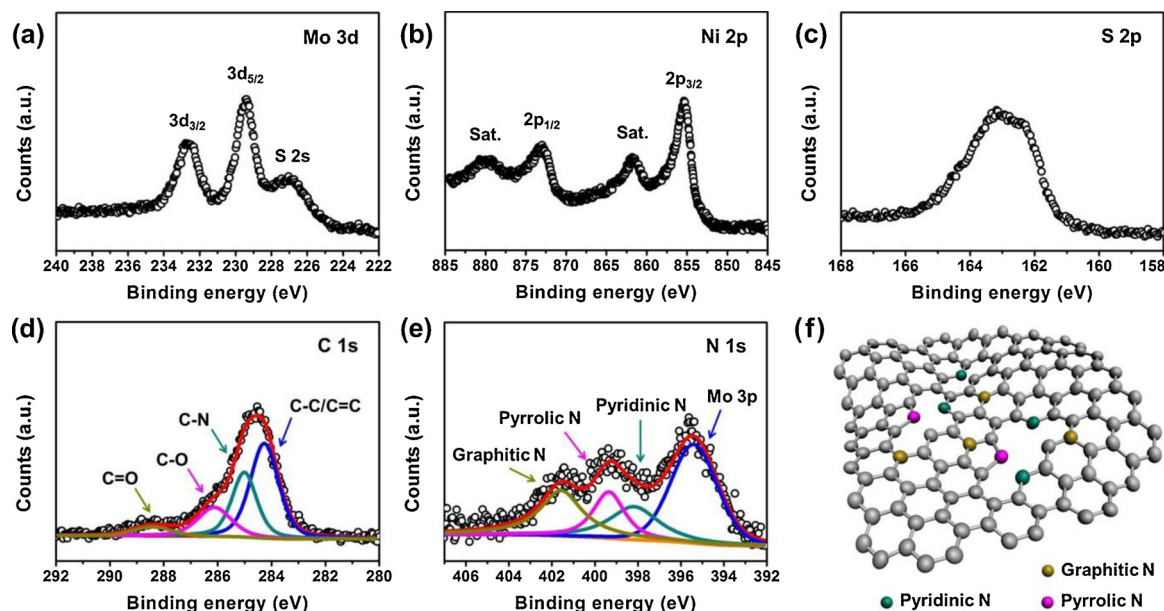 (a)
Mo 3d
3d5/2
3d3/2
S 2s
Counts (a.u.)
240 238 236 234 232 230 228 226 224 222
Binding energy (eV)
(b)
Ni 2p
2p3/2
2p1/2
Sat.
Sat.
Counts (a.u.)
885 880 875 870 865 860 855 850 845
Binding energy (eV)
(c)
S 2p
Counts (a.u.)
168 166 164 162 160 158
Binding energy (eV)
(d)
C 1s
C-C/C=C
C-N
C-O
C=O
Counts (a.u.)
292 290 288 286 284 282 280
Binding energy (eV)
(e)
N 1s
Mo 3p
Pyridinic N
Pyrrolic N
Graphitic N
Counts (a.u.)
406 404 402 400 398 396 394 392
Binding energy (eV)
(f)
Graphitic N
Pyridinic N
Pyrrolic N